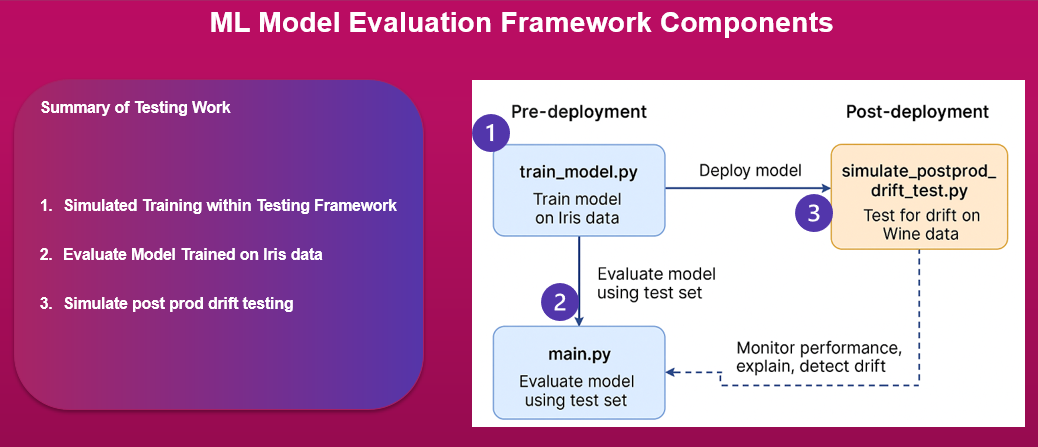 ML Model Evaluation Framework Components
Summary of Testing Work
1. Simulated Training within Testing Framework
2. Evaluate Model Trained on Iris data
3. Simulate post prod drift testing
Pre-deployment
Post-deployment
1
train_model.py
Train model
on Iris data
Deploy model
simulate_postprod_
drift_test.py
Test for drift on
Wine data
3
Evaluate model
using test set
2
main.py
Evaluate model
using test set
Monitor performance,
explain, detect drift